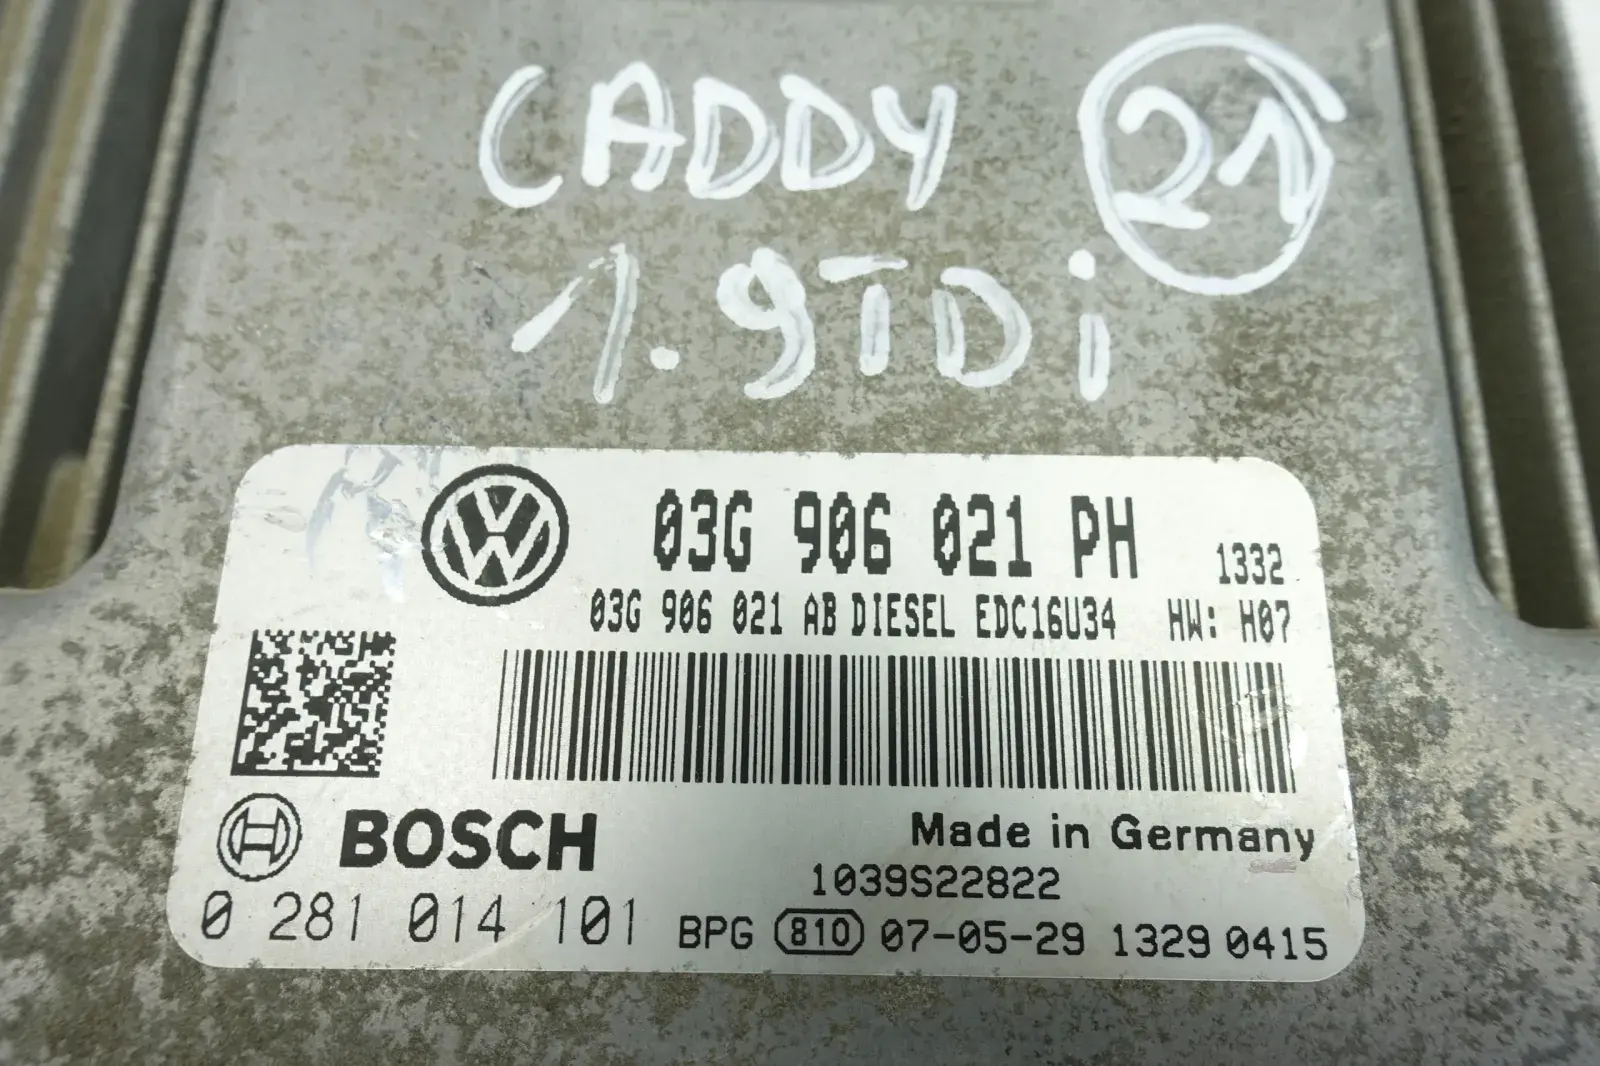 CADDY 21
1.9TDi
03G 906 021 PH 1332
03G 906 021 AB DIESEL EDC16U34 HW: H07
BOSCH Made in Germany
1039S22822
0 281 014 101 BPG 810 07-05-29 1329 0415